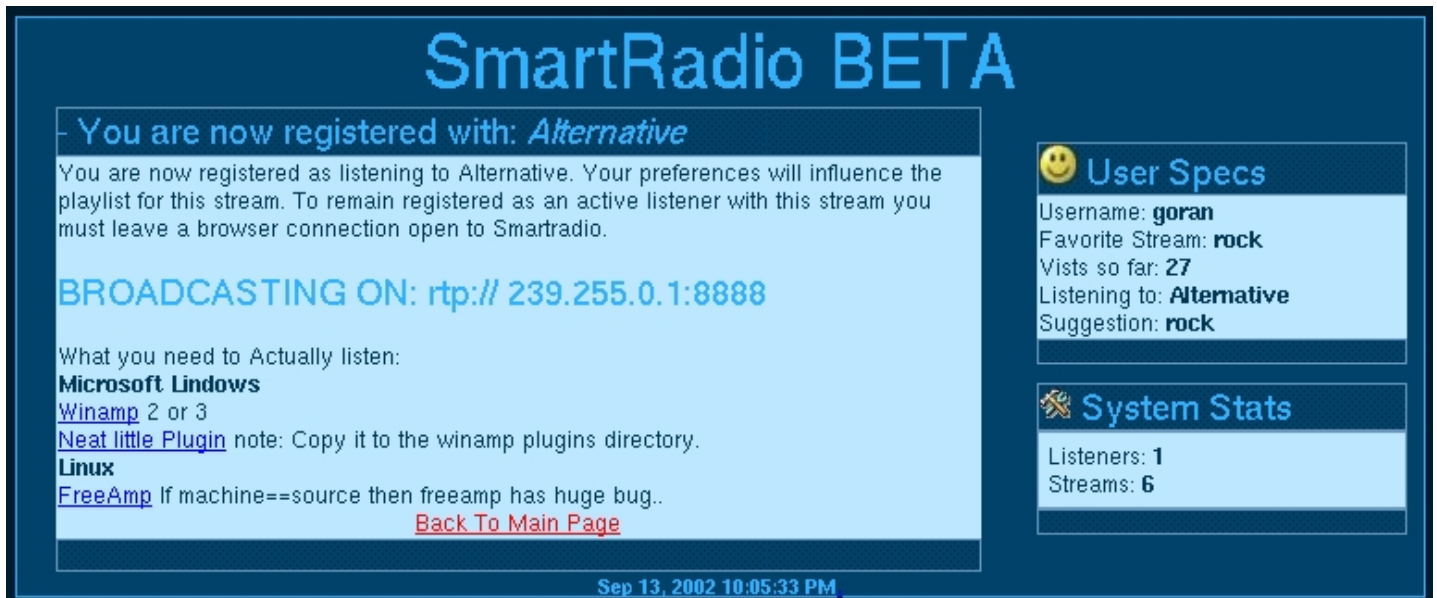 SmartRadio BETA
- You are now registered with: Alternative
You are now registered as listening to Alternative. Your preferences will influence the
playlist for this stream. To remain registered as an active listener with this stream you
must leave a browser connection open to Smartradio.
BROADCASTING ON: rtp:// 239.255.0.1:8888
What you need to Actually listen:
Microsoft Lindows
Winamp 2 or 3
Neat little Plugin note: Copy it to the winamp plugins directory.
Linux
FreeAmp If machine==source then freeamp has huge bug..
Back To Main Page
User Specs
Username: goran
Favorite Stream: rock
Vists so far: 27
Listening to: Alternative
Suggestion: rock
System Stats
Listeners: 1
Streams: 6
Sep 13, 2002 10:05:33 PM